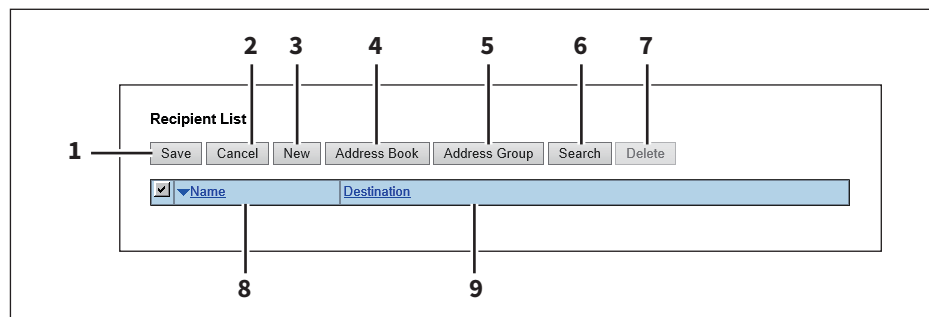 2 3 4 5 6 7
Recipient List
1 Save Cancel New Address Book Address Group Search Delete
Name Destination
8 9